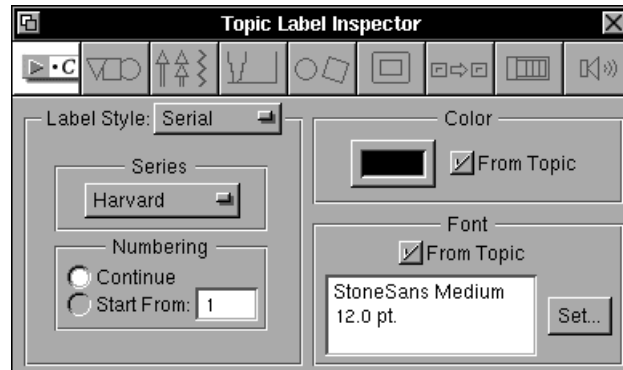 Topic Label Inspector
•C
Label Style: Serial
Series
Harvard
Numbering
Continue
Start From: 1
Color
From Topic
Font
From Topic
StoneSans Medium
12.0 pt.
Set...